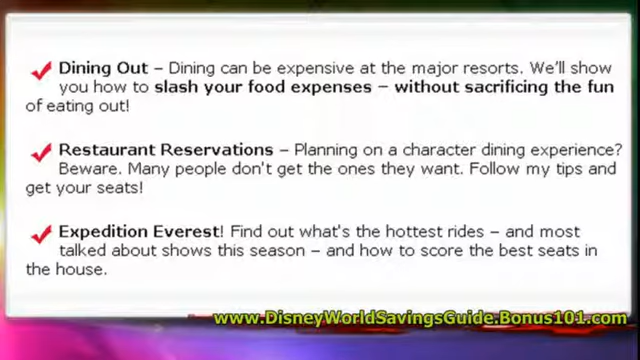 Dining Out – Dining can be expensive at the major resorts. We'll show
you how to slash your food expenses – without sacrificing the fun
of eating out!
Restaurant Reservations – Planning on a character dining experience?
Beware. Many people don't get the ones they want. Follow my tips and
get your seats!
Expedition Everest! Find out what's the hottest rides – and most
talked about shows this season – and how to score the best seats in
the house.
www.DisneyWorldSavingsGuide.Bonus101.com